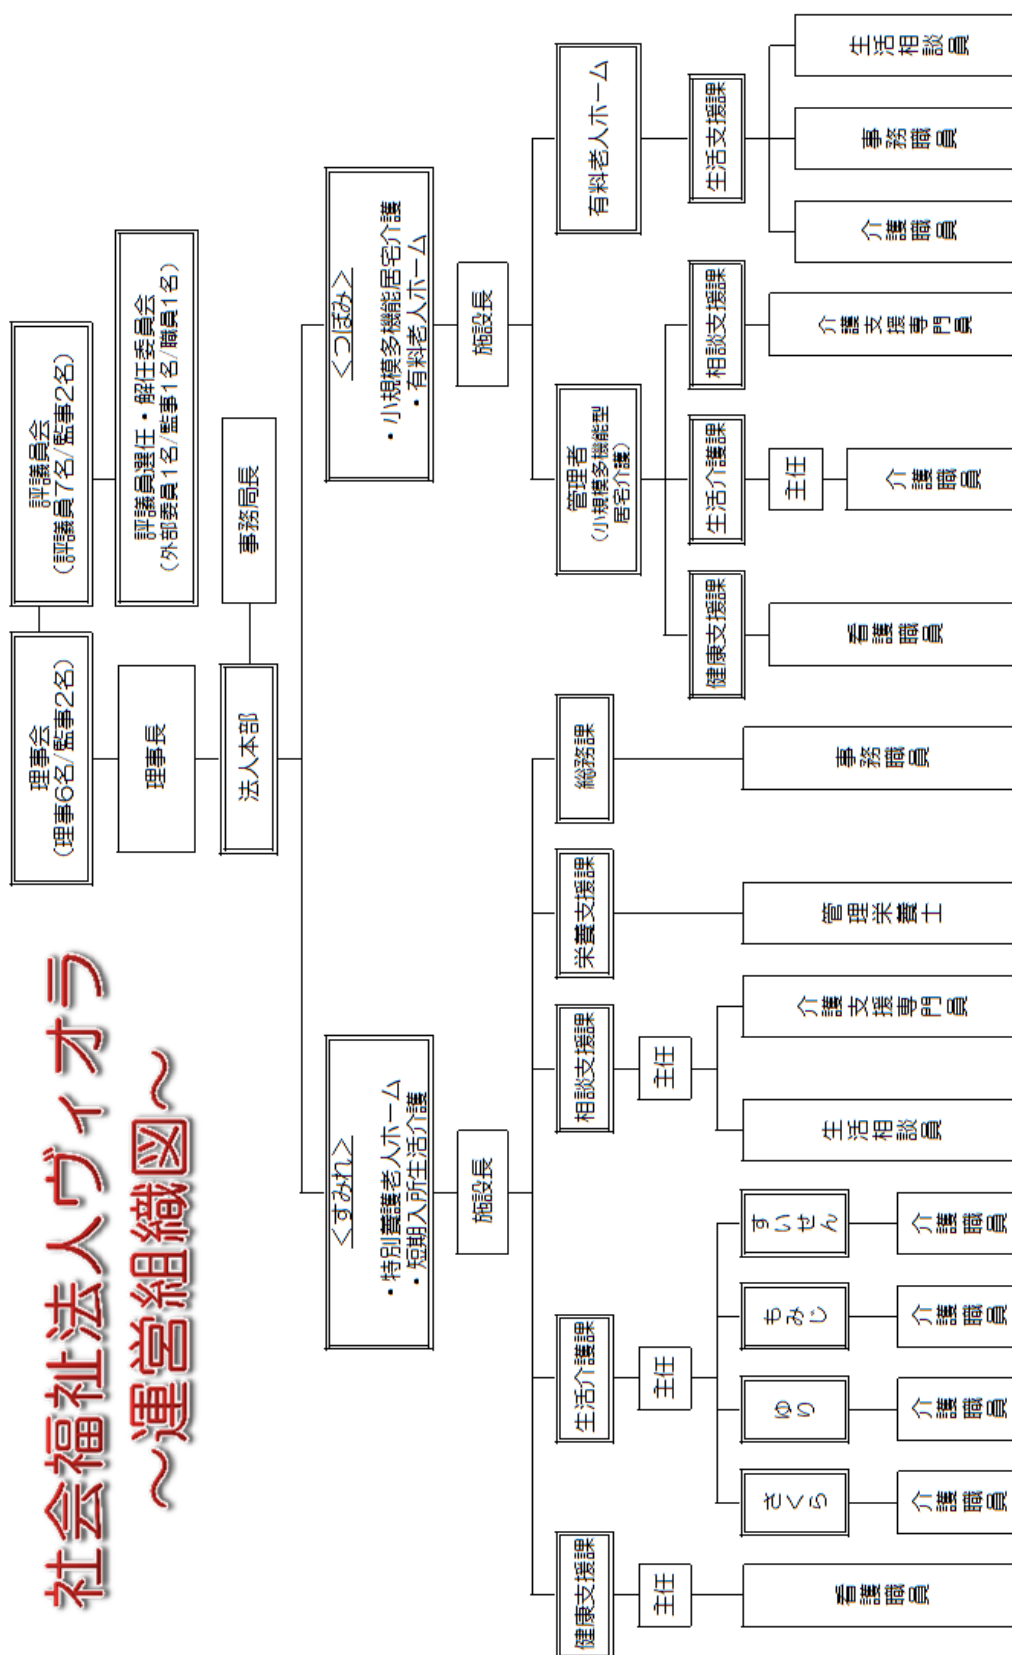 社会福祉法人ヴィオラ
～運営組織図～
理事会
(理事6名/監事2名)
評議員会
(評議員7名/監事2名)
理事長
評議員選任・解任委員会
(外部委員1名/監事1名/職員1名)
法人本部
事務局長
<すみれ>
・特別養護老人ホーム
・短期入所生活介護
<つぼみ>
・小規模多機能居宅介護
・有料老人ホーム
施設長
施設長
健康支援課
生活介護課
相談支援課
栄養支援課
総務課
管理者
(小規模多機能型
居宅介護)
有料老人ホーム
主任
主任
主任
健康支援課
生活介護課
相談支援課
生活支援課
主任
さくら
ゆり
もみじ
すいせん
看護職員
介護職員
介護職員
介護職員
介護職員
生活相談員
介護支援専門員
管理栄養士
事務職員
看護職員
介護職員
介護支援専門員
介護職員
事務職員
生活相談員